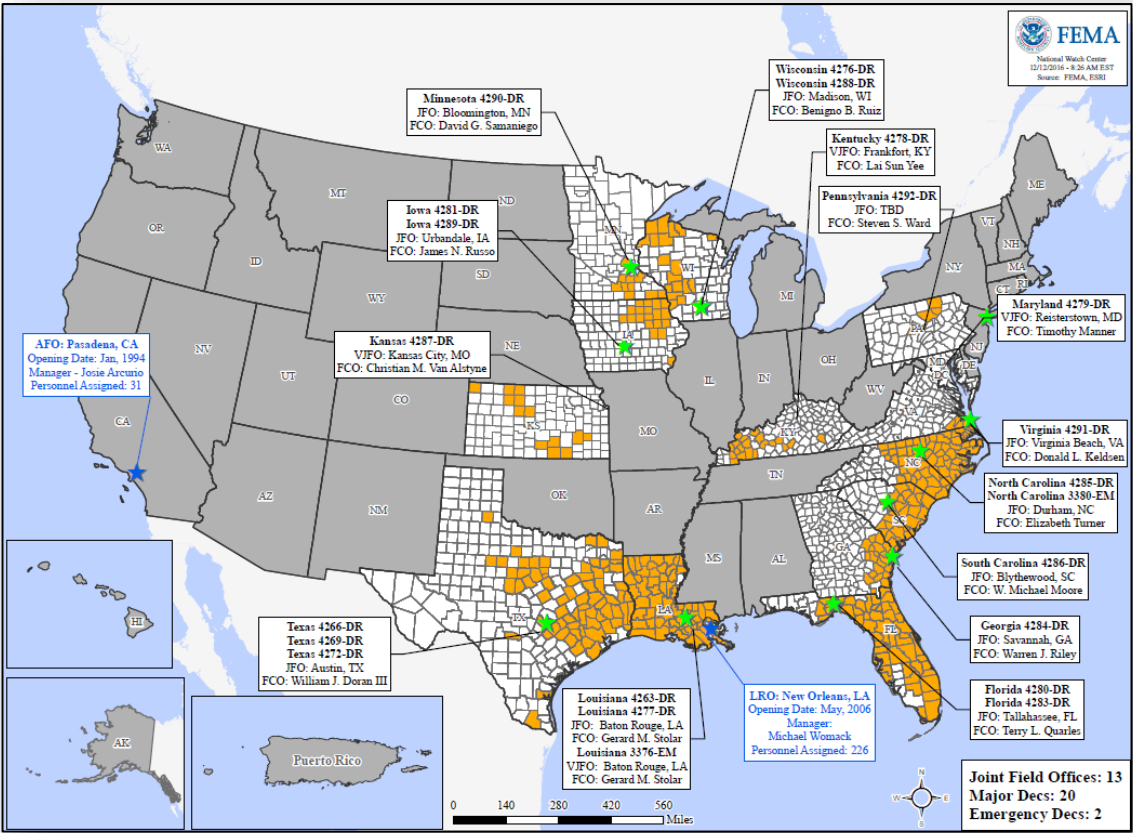 FEMA
National Watch Center
12/12/2016 - 8:26 AM EST
Source: FEMA, ESRI
Wisconsin 4276-DR
Wisconsin 4288-DR
JFO: Madison, WI
FCO: Benigno B. Ruiz
Minnesota 4290-DR
JFO: Bloomington, MN
FCO: David G. Samaniego
Kentucky 4278-DR
VJFO: Frankfort, KY
FCO: Lai Sun Yee
Pennsylvania 4292-DR
JFO: TBD
FCO: Steven S. Ward
Iowa 4281-DR
Iowa 4289-DR
JFO: Urbandale, IA
FCO: James N. Russo
Maryland 4279-DR
VJFO: Reisterstown, MD
FCO: Timothy Manner
AFO: Pasadena, CA
Opening Date: Jan, 1994
Manager - Josie Arcurio
Personnel Assigned: 31
Kansas 4287-DR
VJFO: Kansas City, MO
FCO: Christian M. Van Alstyne
Virginia 4291-DR
JFO: Virginia Beach, VA
FCO: Donald L. Keldsen
North Carolina 4285-DR
North Carolina 3380-EM
JFO: Durham, NC
FCO: Elizabeth Turner
South Carolina 4286-DR
JFO: Blythewood, SC
FCO: W. Michael Moore
Georgia 4284-DR
JFO: Savannah, GA
FCO: Warren J. Riley
Texas 4266-DR
Texas 4269-DR
Texas 4272-DR
JFO: Austin, TX
FCO: William J. Doran III
Louisiana 4263-DR
Louisiana 4277-DR
JFO: Baton Rouge, LA
FCO: Gerard M. Stolar
Louisiana 3376-EM
VJFO: Baton Rouge, LA
FCO: Gerard M. Stolar
LRO: New Orleans, LA
Opening Date: May, 2006
Manager:
Michael Womack
Personnel Assigned: 226
Florida 4280-DR
Florida 4283-DR
JFO: Tallahassee, FL
FCO: Terry L. Quarles
WA
MT
ND
MN
ME
VT
NH
OR
ID
SD
WI
NY
MA
CT
RI
WY
MI
PA
NJ
NV
NE
IA
OH
MD
DE
DC
UT
IL
IN
WV
CA
CO
KS
MO
KY
VA
AZ
NM
OK
AR
TN
NC
SC
MS
AL
GA
TX
LA
FL
HI
AK
Puerto Rico
0
140
280
420
560
Miles
N
W
E
S
Joint Field Offices: 13
Major Decs: 20
Emergency Decs: 2